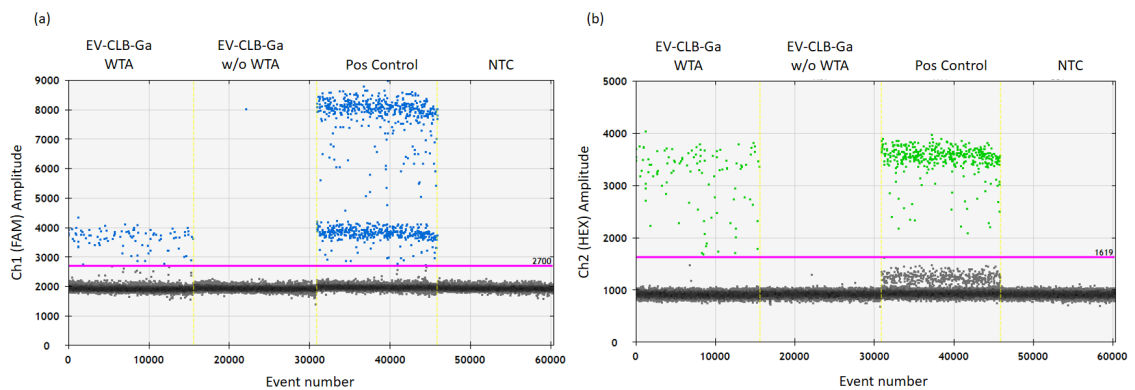 (a)
EV-CLB-Ga
WTA
EV-CLB-Ga
w/o WTA
Pos Control
NTC
Ch1 (FAM) Amplitude
9000
8000
7000
6000
5000
4000
3000
2000
1000
0
2700
0 10000 20000 30000 40000 50000 60000
Event number
(b)
EV-CLB-Ga
WTA
EV-CLB-Ga
w/o WTA
Pos Control
NTC
Ch2 (HEX) Amplitude
5000
4000
3000
2000
1000
0
1619
0 10000 20000 30000 40000 50000 60000
Event number